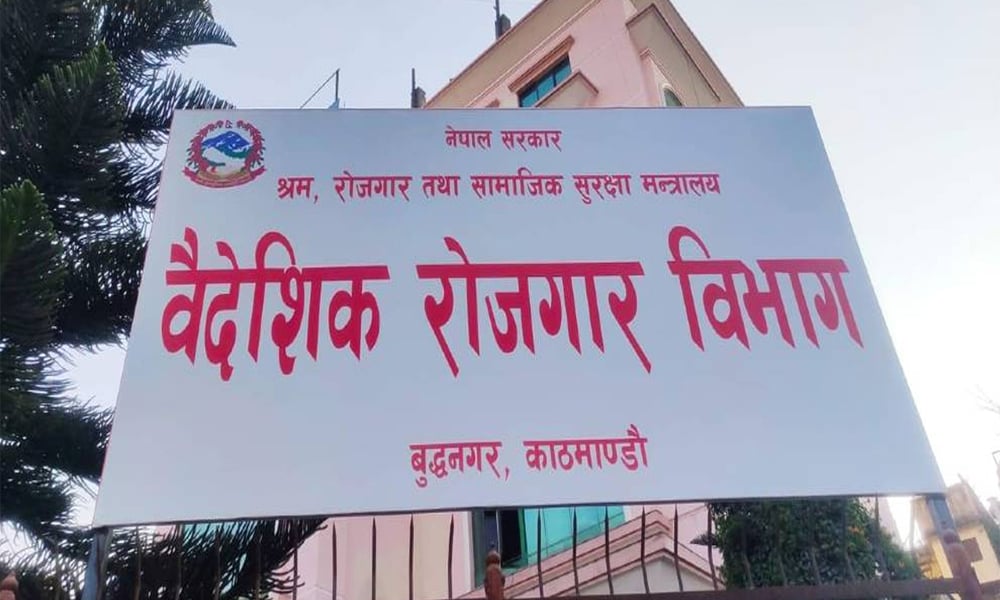 नेपाल सरकार
श्रम, रोजगार तथा सामाजिक सुरक्षा मन्त्रालय
वैदेशिक रोजगार विभाग
बुद्धनगर, काठमाण्डौ